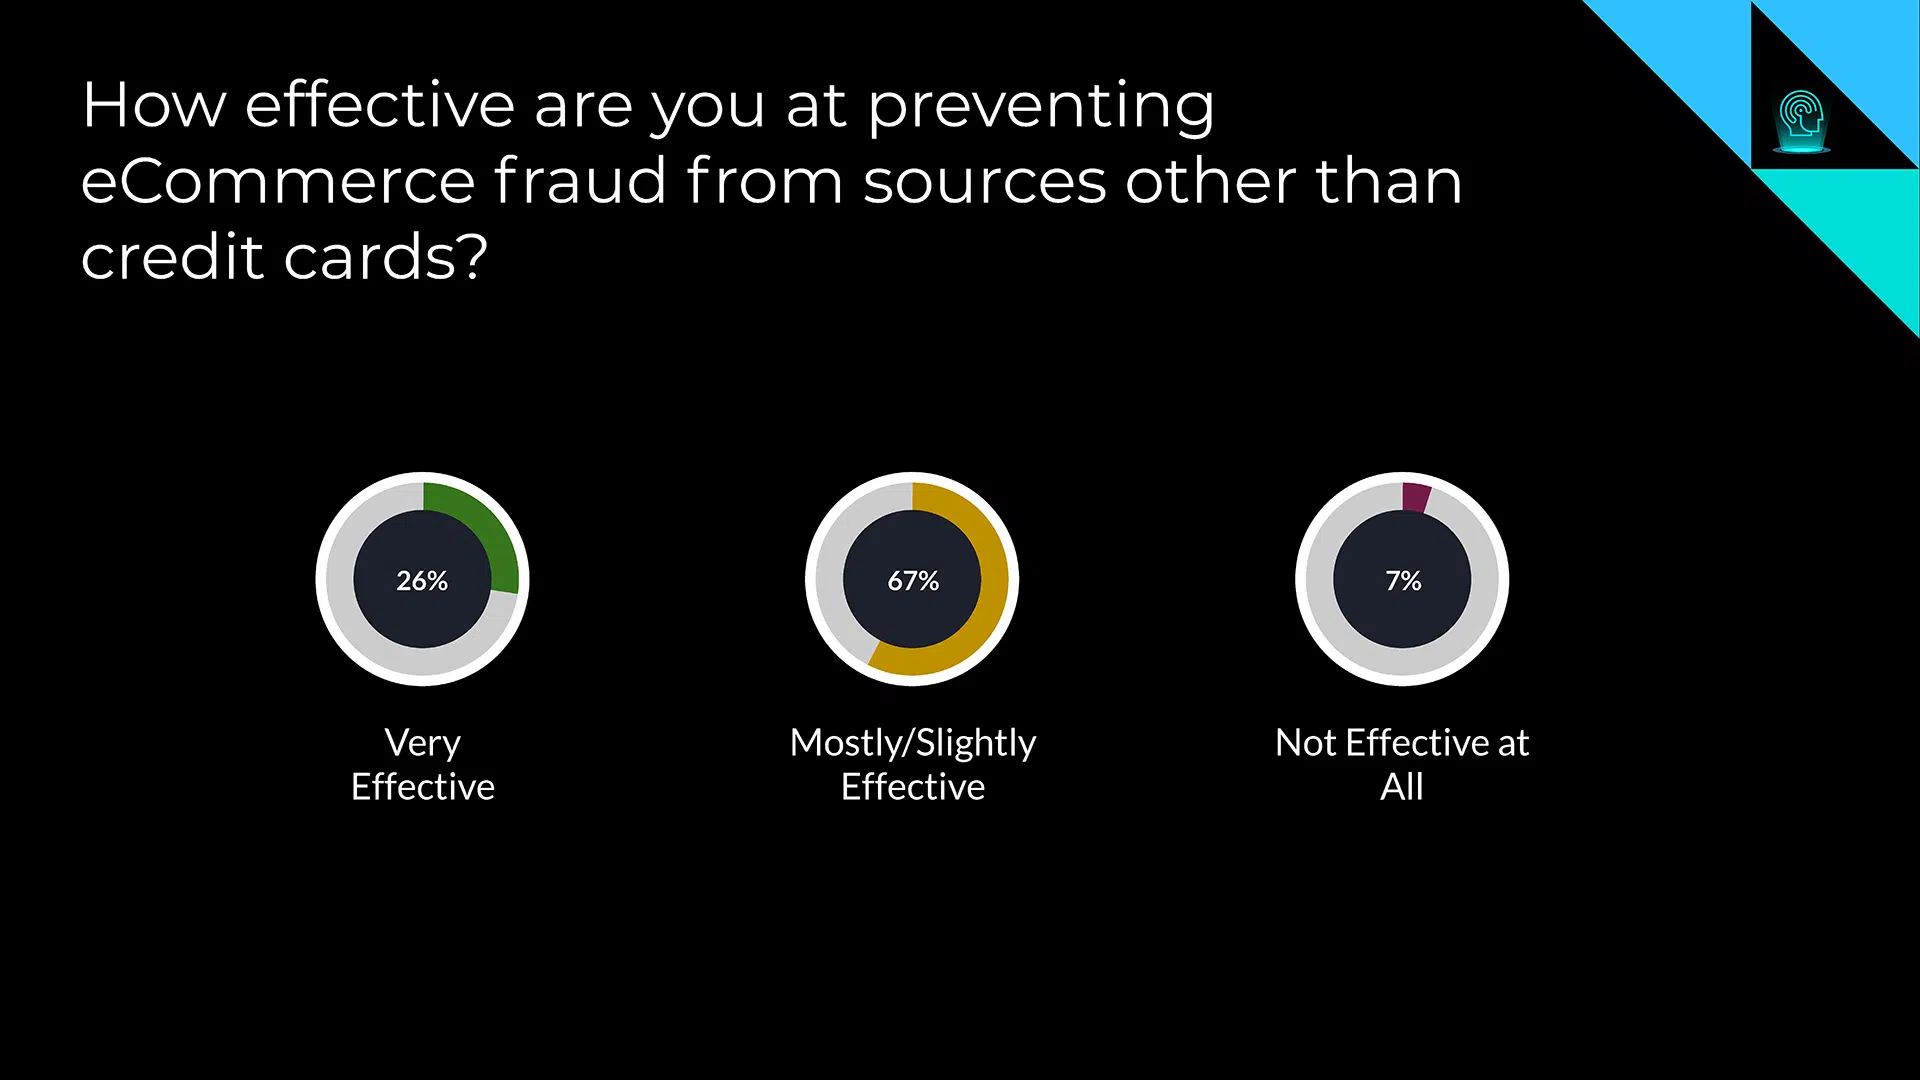 How effective are you at preventing
eCommerce fraud from sources other than
credit cards?
26%
67%
7%
Very
Effective
Mostly/Slightly
Effective
Not Effective at
All